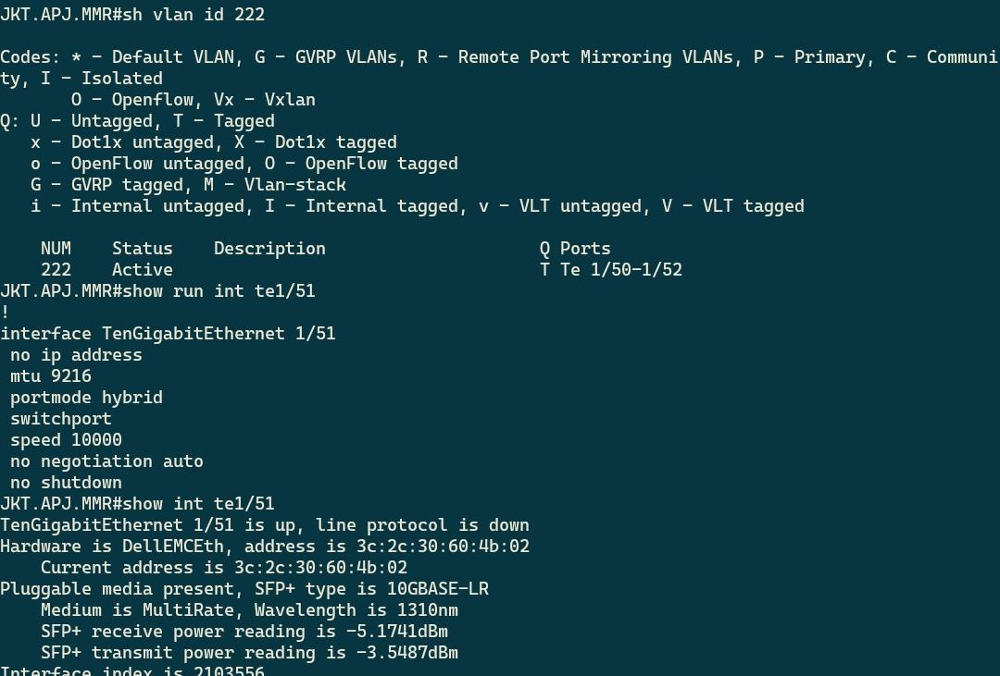 JKT.APJ.MMR#sh vlan id 222
Codes: * - Default VLAN, G - GVRP VLANs, R - Remote Port Mirroring VLANs, P - Primary, C - Communi
ty, I - Isolated
       O - Openflow, Vx - Vxlan
Q: U - Untagged, T - Tagged
   x - Dot1x untagged, X - Dot1x tagged
   o - OpenFlow untagged, O - OpenFlow tagged
   G - GVRP tagged, M - Vlan-stack
   i - Internal untagged, I - Internal tagged, v - VLT untagged, V - VLT tagged
    NUM    Status    Description                     Q Ports
    222    Active                                    T Te 1/50-1/52
JKT.APJ.MMR#show run int te1/51
!
interface TenGigabitEthernet 1/51
 no ip address
 mtu 9216
 portmode hybrid
 switchport
 speed 10000
 no negotiation auto
 no shutdown
JKT.APJ.MMR#show int te1/51
TenGigabitEthernet 1/51 is up, line protocol is down
Hardware is DellEMCEth, address is 3c:2c:30:60:4b:02
    Current address is 3c:2c:30:60:4b:02
Pluggable media present, SFP+ type is 10GBASE-LR
    Medium is MultiRate, Wavelength is 1310nm
    SFP+ receive power reading is -5.1741dBm
    SFP+ transmit power reading is -3.5487dBm
Interface index is 2103556